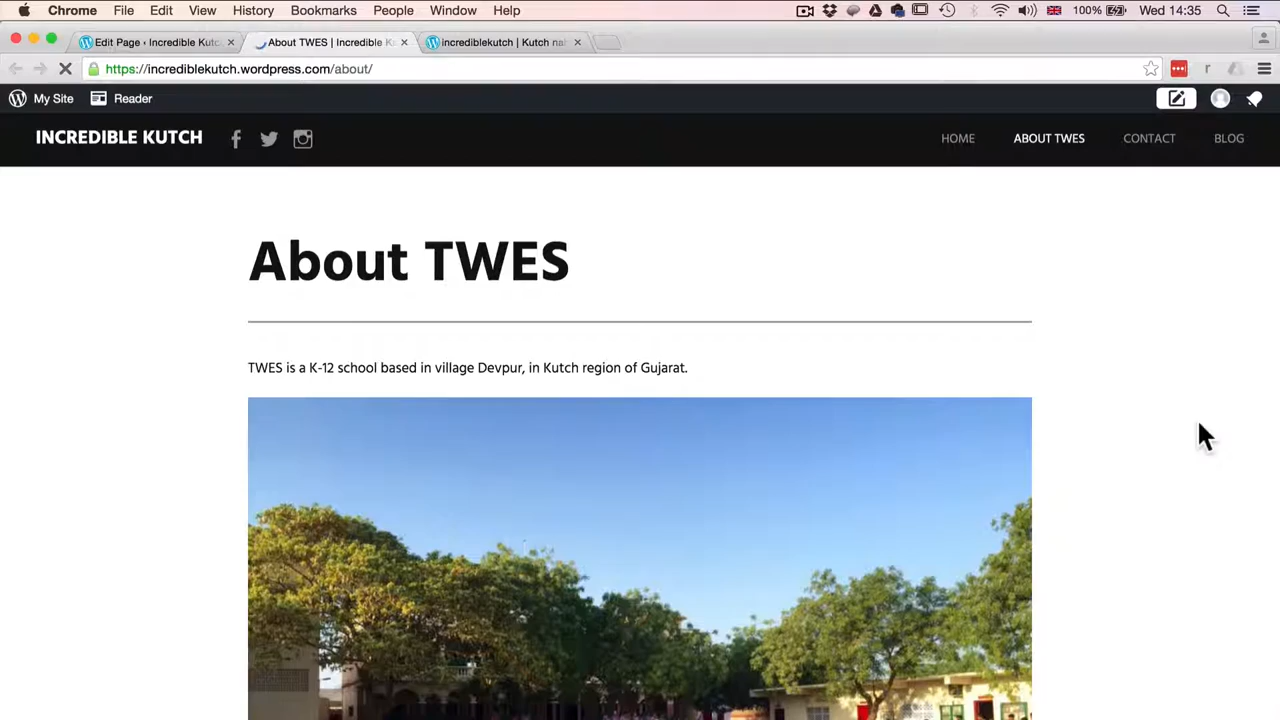 Chrome File Edit View History Bookmarks People Window Help 100% Wed 14:35
Edit Page ‹ Incredible Kutc About TWES | Incredible K incrediblekutch | Kutch nah
https://incrediblekutch.wordpress.com/about/
My Site Reader
INCREDIBLE KUTCH HOME ABOUT TWES CONTACT BLOG
About TWES
TWES is a K-12 school based in village Devpur, in Kutch region of Gujarat.